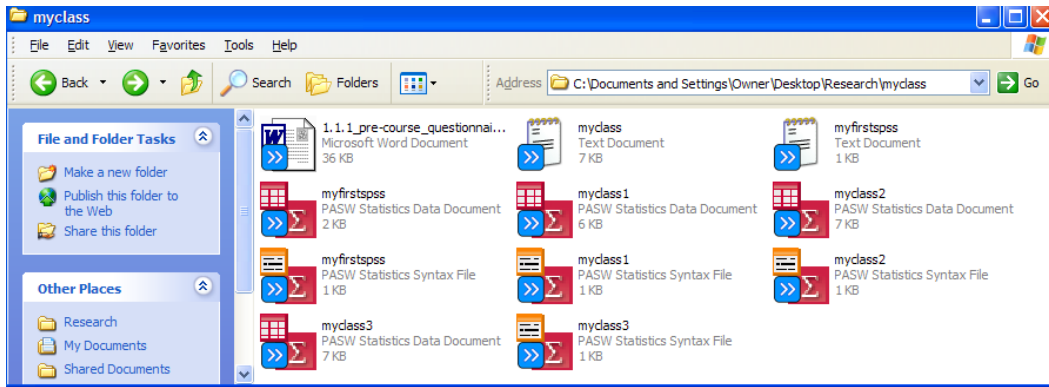 myclass
File Edit View Favorites Tools Help
Back Search Folders Address C:\Documents and Settings\Owner\Desktop\Research\myclass Go
File and Folder Tasks
Make a new folder
Publish this folder to
the Web
Share this folder
Other Places
Research
My Documents
Shared Documents
1.1.1_pre-course_questionnai...
Microsoft Word Document
36 KB
myclass
Text Document
7 KB
myfirstspss
Text Document
1 KB
myfirstspss
PASW Statistics Data Document
2 KB
myclass1
PASW Statistics Data Document
6 KB
myclass2
PASW Statistics Data Document
7 KB
myfirstspss
PASW Statistics Syntax File
1 KB
myclass1
PASW Statistics Syntax File
1 KB
myclass2
PASW Statistics Syntax File
1 KB
myclass3
PASW Statistics Data Document
7 KB
myclass3
PASW Statistics Syntax File
1 KB